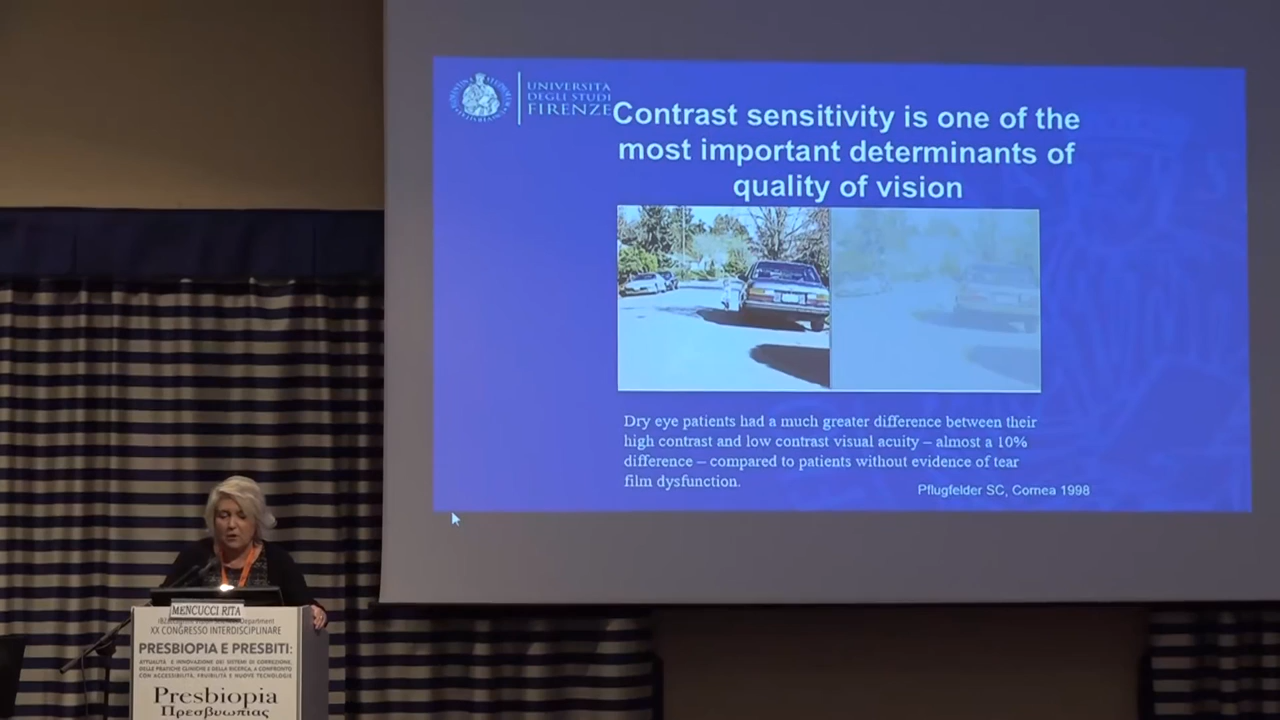 UNIVERSITÀ
DEGLI STUDI
FIRENZE
Contrast sensitivity is one of the
most important determinants of
quality of vision
Dry eye patients had a much greater difference between their
high contrast and low contrast visual acuity – almost a 10%
difference – compared to patients without evidence of tear
film dysfunction.
Pflugfelder SC, Cornea 1998
MENCUCCI RITA
XX CONGRESSO INTERDISCIPLINARE
PRESBIOPIA E PRESBITI:
ATTUALITÀ E INNOVAZIONE DEI SISTEMI DI CORREZIONE,
DELLE PRATICHE CLINICHE E DELLA RICERCA, A CONFRONTO
CON ACCESSIBILITÀ, FRUIBILITÀ E NUOVE TECNOLOGIE
Presbiopia
Πρεσβυωπιας